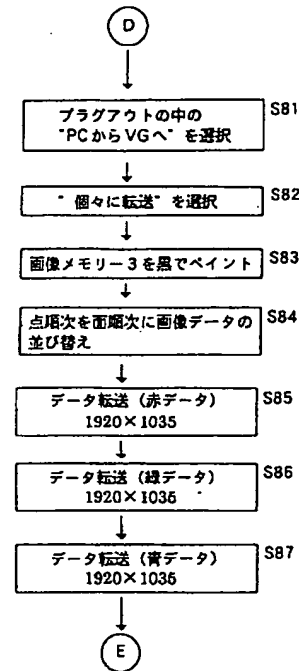 D
S81
プラグアウトの中の
"PCからVGへ"を選択
S82
"個々に転送"を選択
S83
画像メモリー3を黒でペイント
S84
点順次を面順次に画像データの
並び替え
S85
データ転送(赤データ)
1920×1035
S86
データ転送(緑データ)
1920×1035
S87
データ転送(青データ)
1920×1035
E